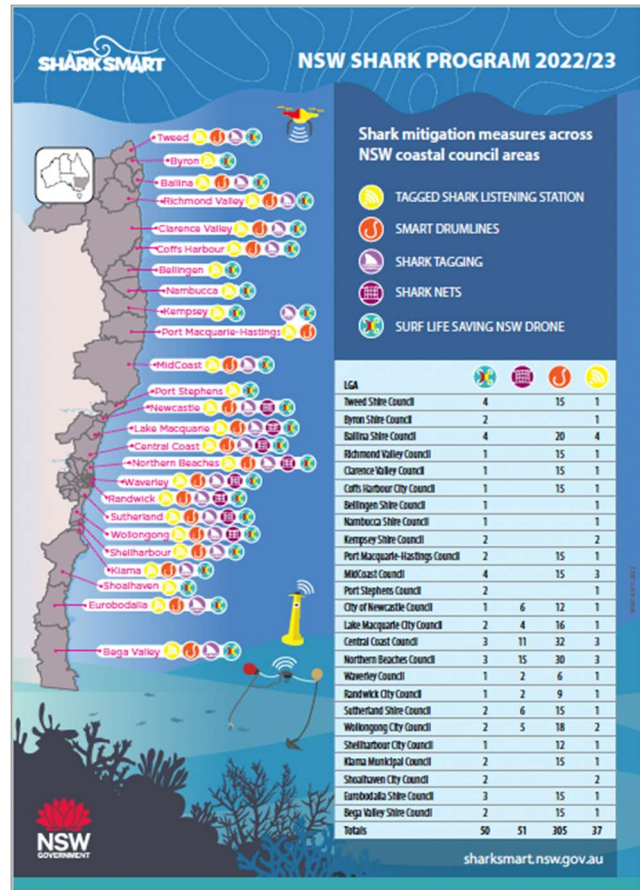 SHARKSMART
NSW SHARK PROGRAM 2022/23
Tweed
Byron
Ballina
Richmond Valley
Clarence Valley
Coffs Harbour
Bellingen
Nambucca
Kempsey
Port Macquarie-Hastings
MidCoast
Port Stephens
Newcastle
Lake Macquarie
Central Coast
Northern Beaches
Waverley
Randwick
Sutherland
Wollongong
Shellharbour
Kiama
Shoalhaven
Eurobodalla
Bega Valley
NSW
GOVERNMENT
Shark mitigation measures across
NSW coastal council areas
TAGGED SHARK LISTENING STATION
SMART DRUMLINES
SHARK TAGGING
SHARK NETS
SURF LIFE SAVING NSW DRONE
LGA
Tweed Shire Council 4 15 1
Byron Shire Council 2 1
Ballina Shire Council 4 20 4
Richmond Valley Council 1 15 1
Clarence Valley Council 1 15 1
Coffs Harbour City Council 1 15 1
Bellingen Shire Council 1 1
Nambucca Shire Council 1 1
Kempsey Shire Council 2 2
Port Macquarie-Hastings Council 2 15 1
MidCoast Council 4 15 3
Port Stephens Council 2 1
City of Newcastle Council 1 6 12 1
Lake Macquarie City Council 2 4 16 1
Central Coast Council 3 11 32 3
Northern Beaches Council 3 15 30 3
Waverley Council 1 2 6 1
Randwick City Council 1 2 9 1
Sutherland Shire Council 2 6 15 1
Wollongong City Council 2 5 18 2
Shellharbour City Council 1 12 1
Kiama Municipal Council 2 15 1
Shoalhaven City Council 2 2
Eurobodalla Shire Council 3 15 1
Bega Valley Shire Council 2 15 1
Totals 50 51 305 37
sharksmart.nsw.gov.au